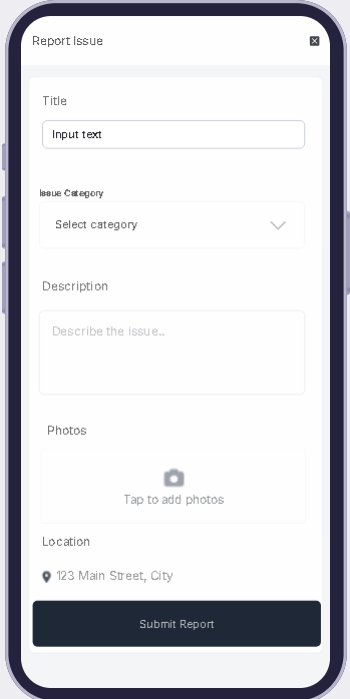 Report Issue
Title
Input text
Issue Category
Select category
Description
Describe the issue..
Photos
Tap to add photos
Location
123 Main Street, City
Submit Report